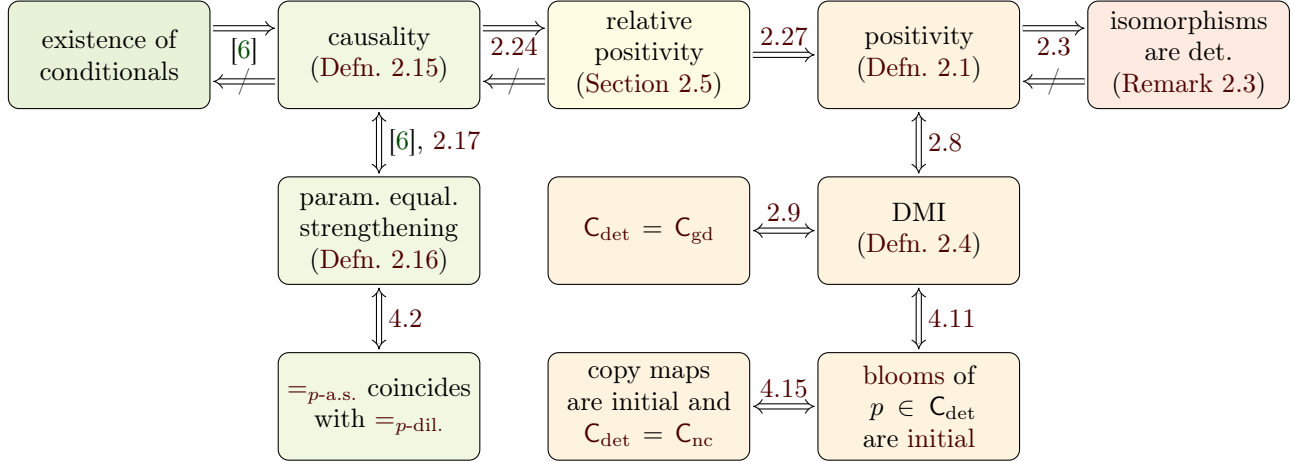 existence of
conditionals
[6]
causality
(Defn. 2.15)
2.24
relative
positivity
(Section 2.5)
2.27
positivity
(Defn. 2.1)
2.3
isomorphisms
are det.
(Remark 2.3)
[6], 2.17
2.8
param. equal.
strengthening
(Defn. 2.16)
C_det = C_gd
2.9
DMI
(Defn. 2.4)
4.2
4.11
=_p-a.s. coincides
with =_p-dil.
copy maps
are initial and
C_det = C_nc
4.15
blooms of
p ∈ C_det
are initial